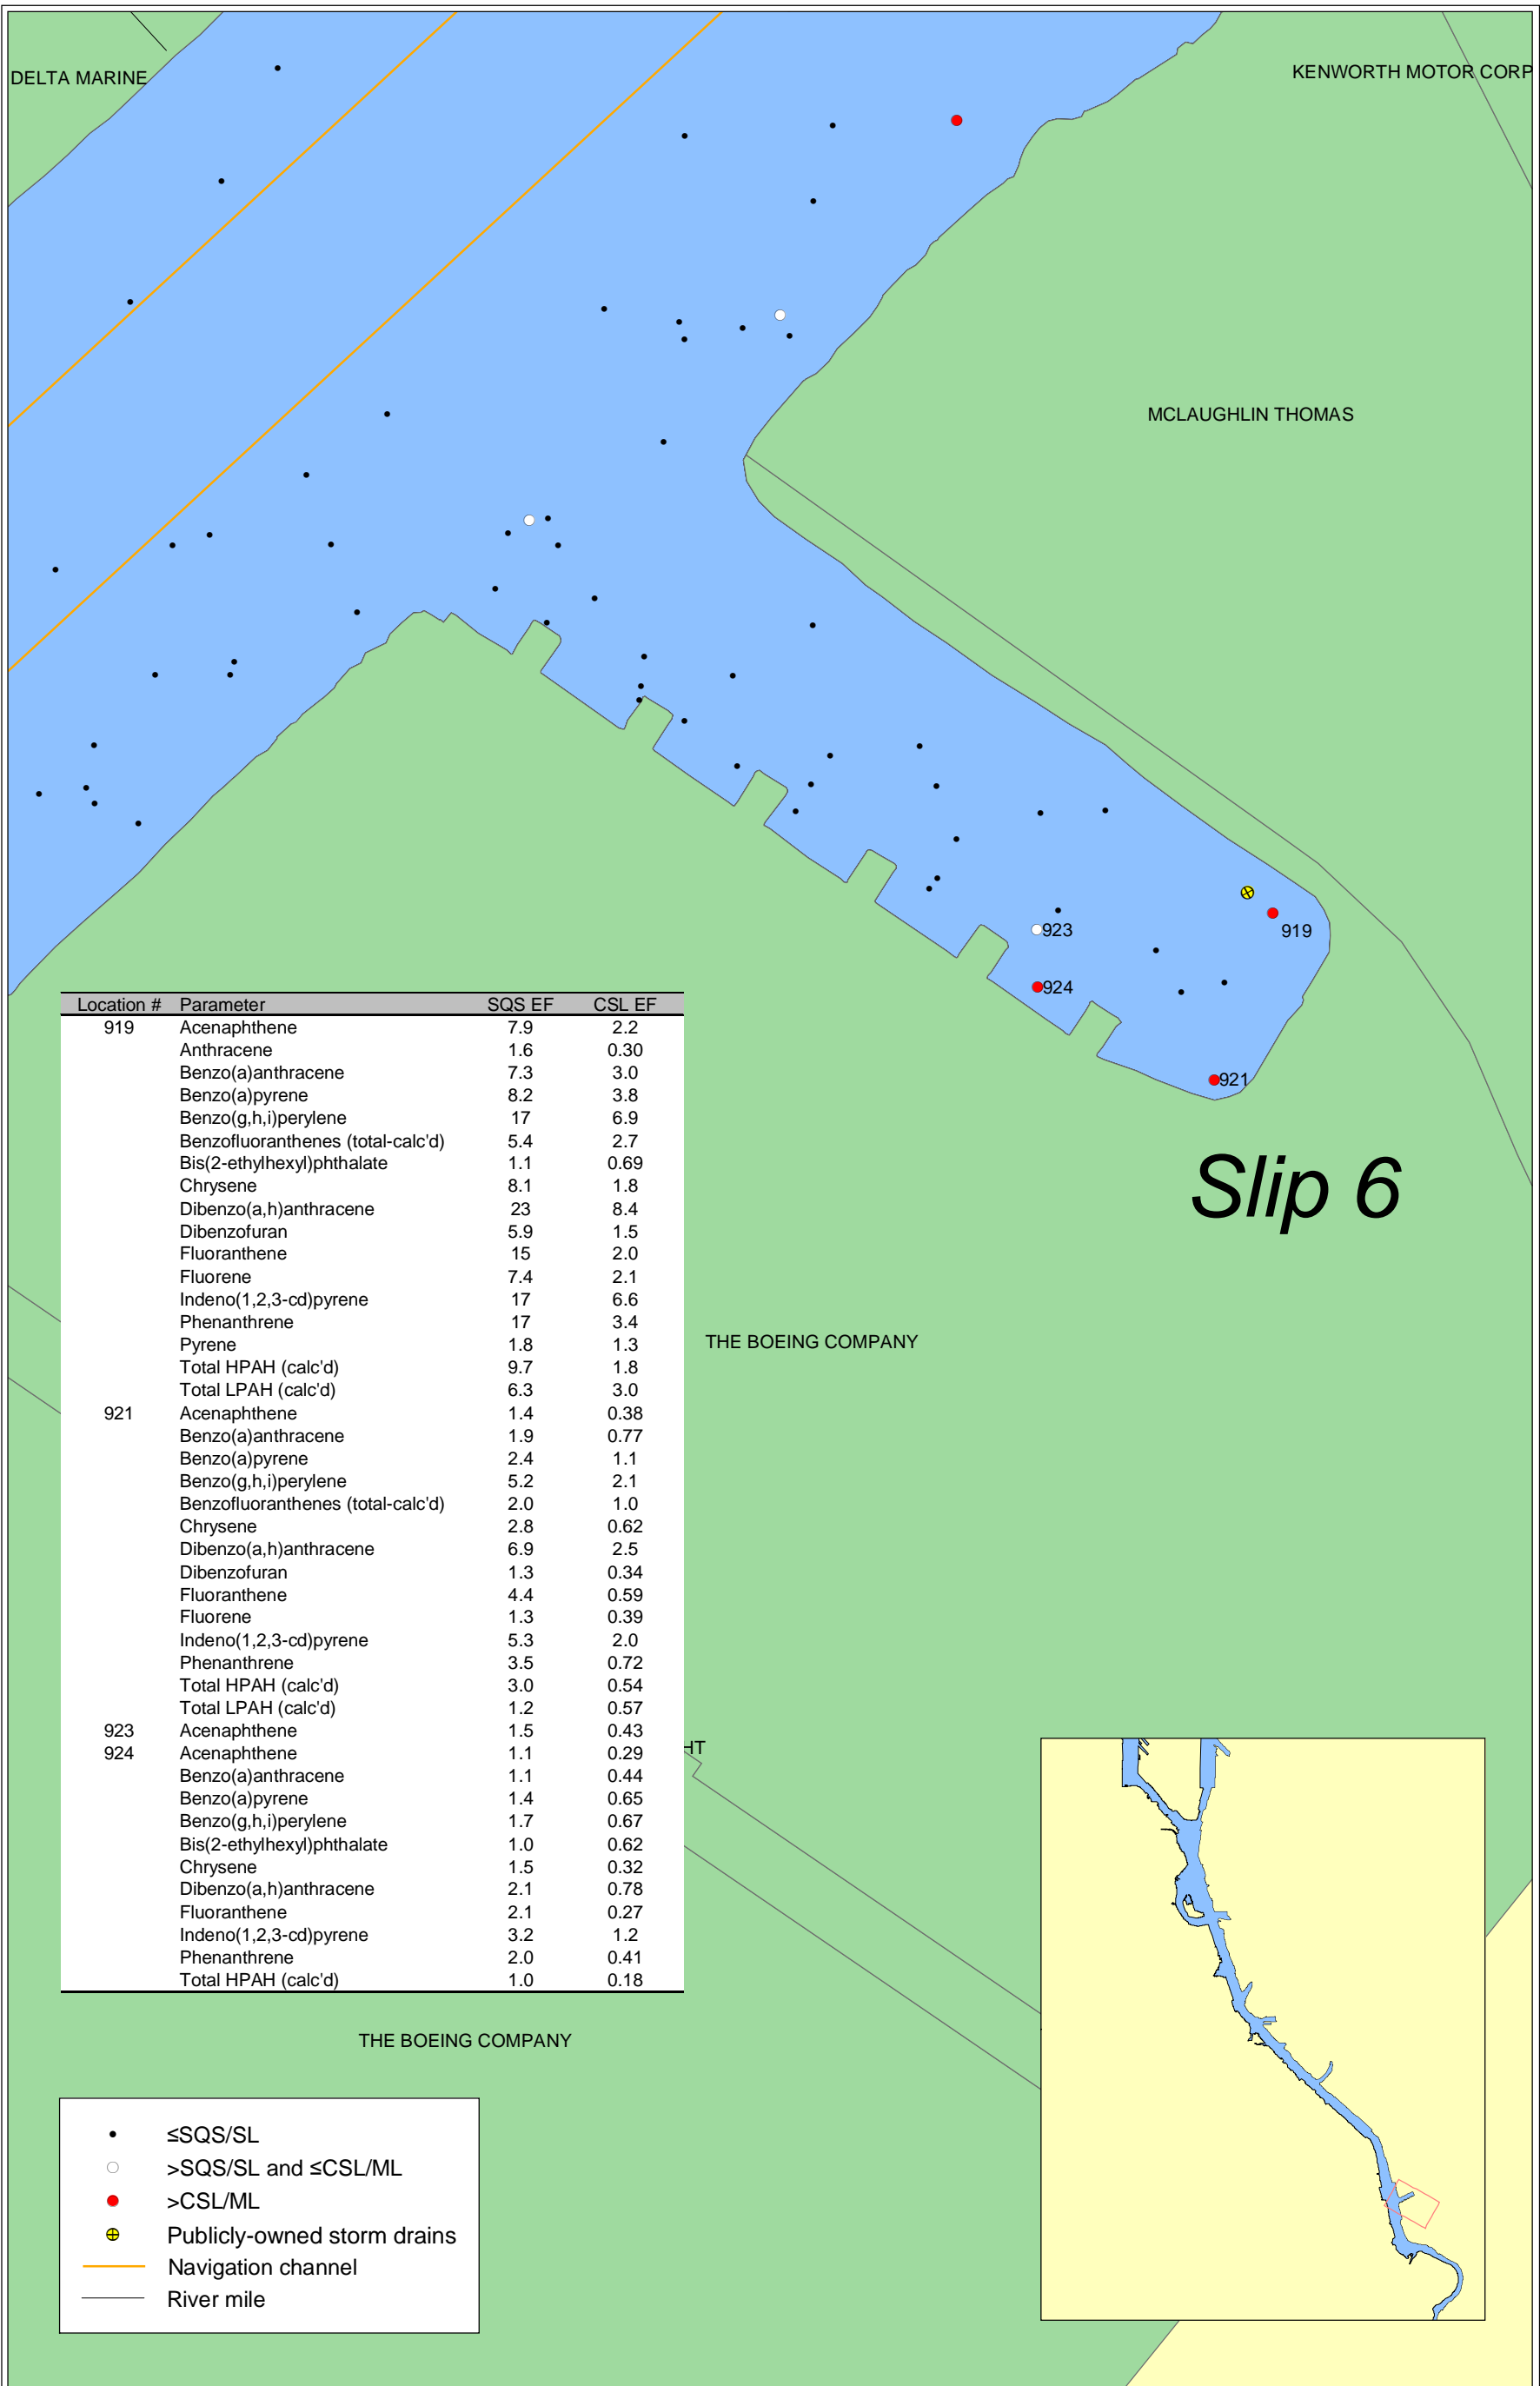 DELTA MARINE
KENWORTH MOTOR CORP
MCLAUGHLIN THOMAS
923
919
924
921
Slip 6
Location # Parameter SQS EF CSL EF
919 Acenaphthene 7.9 2.2
Anthracene 1.6 0.30
Benzo(a)anthracene 7.3 3.0
Benzo(a)pyrene 8.2 3.8
Benzo(g,h,i)perylene 17 6.9
Benzofluoranthenes (total-calc'd) 5.4 2.7
Bis(2-ethylhexyl)phthalate 1.1 0.69
Chrysene 8.1 1.8
Dibenzo(a,h)anthracene 23 8.4
Dibenzofuran 5.9 1.5
Fluoranthene 15 2.0
Fluorene 7.4 2.1
Indeno(1,2,3-cd)pyrene 17 6.6
Phenanthrene 17 3.4
Pyrene 1.8 1.3
Total HPAH (calc'd) 9.7 1.8
Total LPAH (calc'd) 6.3 3.0
921 Acenaphthene 1.4 0.38
Benzo(a)anthracene 1.9 0.77
Benzo(a)pyrene 2.4 1.1
Benzo(g,h,i)perylene 5.2 2.1
Benzofluoranthenes (total-calc'd) 2.0 1.0
Chrysene 2.8 0.62
Dibenzo(a,h)anthracene 6.9 2.5
Dibenzofuran 1.3 0.34
Fluoranthene 4.4 0.59
Fluorene 1.3 0.39
Indeno(1,2,3-cd)pyrene 5.3 2.0
Phenanthrene 3.5 0.72
Total HPAH (calc'd) 3.0 0.54
Total LPAH (calc'd) 1.2 0.57
923 Acenaphthene 1.5 0.43
924 Acenaphthene 1.1 0.29
Benzo(a)anthracene 1.1 0.44
Benzo(a)pyrene 1.4 0.65
Benzo(g,h,i)perylene 1.7 0.67
Bis(2-ethylhexyl)phthalate 1.0 0.62
Chrysene 1.5 0.32
Dibenzo(a,h)anthracene 2.1 0.78
Fluoranthene 2.1 0.27
Indeno(1,2,3-cd)pyrene 3.2 1.2
Phenanthrene 2.0 0.41
Total HPAH (calc'd) 1.0 0.18
THE BOEING COMPANY
HT
THE BOEING COMPANY
≤SQS/SL
>SQS/SL and ≤CSL/ML
>CSL/ML
Publicly-owned storm drains
Navigation channel
River mile